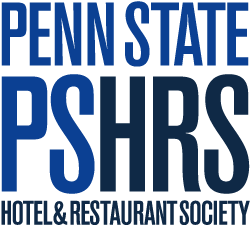 PENN STATE
PSHRS
HOTEL & RESTAURANT SOCIETY